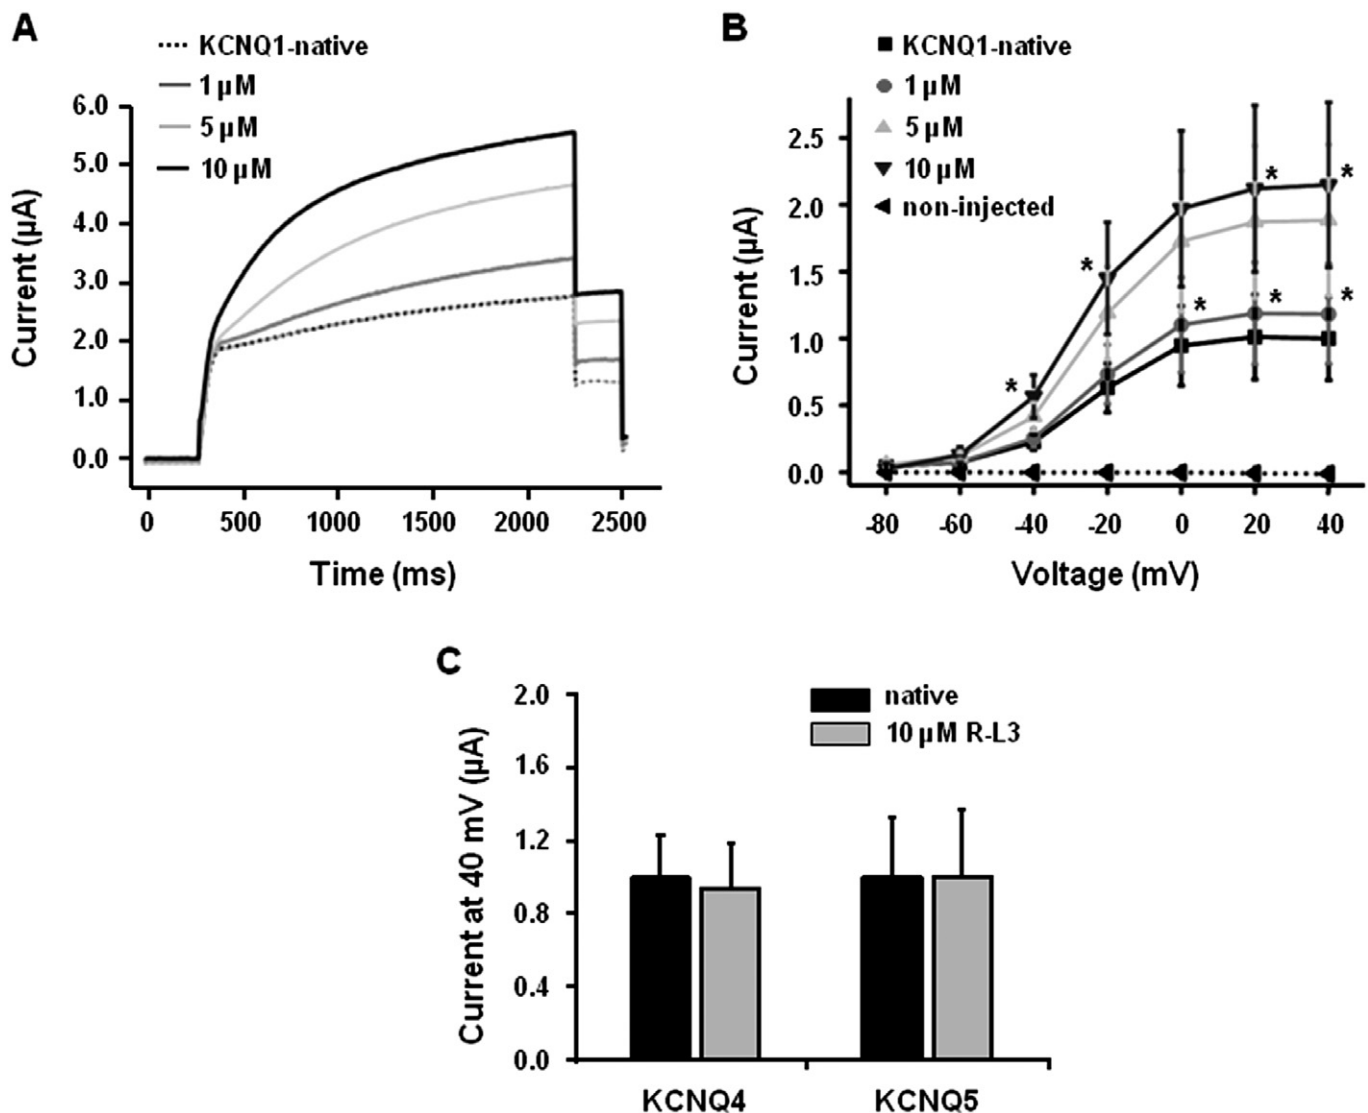 A
KCNQ1-native
1 µM
5 µM
10 µM
6.0
5.0
4.0
3.0
2.0
1.0
0.0
Current (µA)
0 500 1000 1500 2000 2500
Time (ms)
B
KCNQ1-native
1 µM
5 µM
10 µM
non-injected
2.5
2.0
1.5
1.0
0.5
0.0
Current (µA)
* * * * * * *
-80 -60 -40 -20 0 20 40
Voltage (mV)
C
native
10 µM R-L3
2.0
1.6
1.2
0.8
0.4
0.0
Current at 40 mV (µA)
KCNQ4 KCNQ5